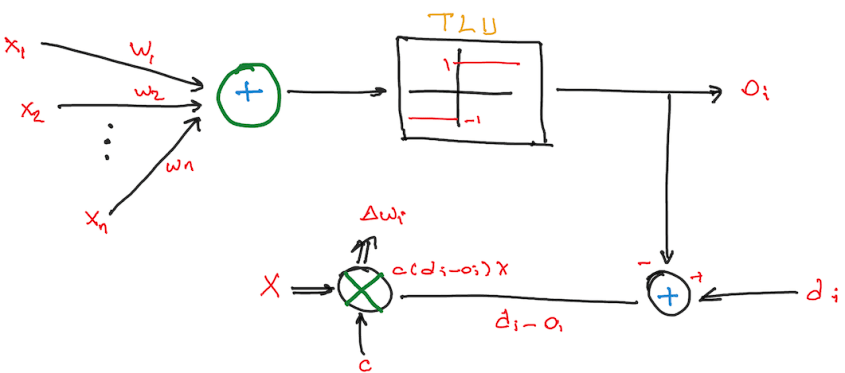 TLU
x1
w1
w2
x2
wn
xn
+
1
-1
Oi
Δwi
X
c(di-oi)x
c
di-oi
-
+
+
di